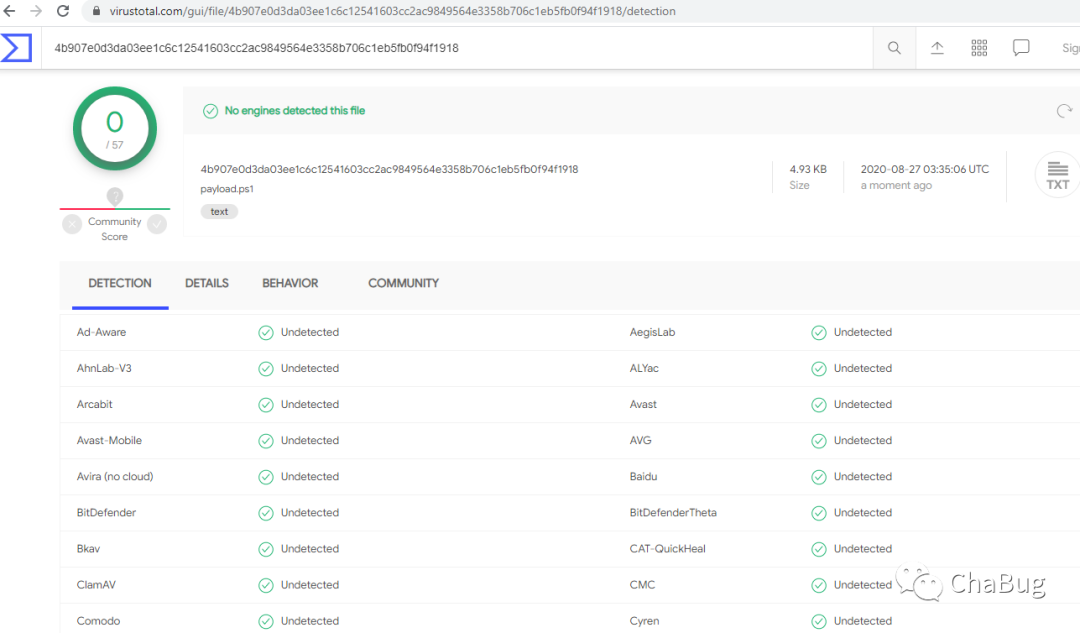 virustotal.com/gui/file/4b907e0d3da03ee1c6c12541603cc2ac9849564e3358b706c1eb5fb0f94f1918/detection
4b907e0d3da03ee1c6c12541603cc2ac9849564e3358b706c1eb5fb0f94f1918
Sig
0
/ 57
No engines detected this file
4b907e0d3da03ee1c6c12541603cc2ac9849564e3358b706c1eb5fb0f94f1918
payload.ps1
text
4.93 KB
Size
2020-08-27 03:35:06 UTC
a moment ago
TXT
?
Community
Score
DETECTION DETAILS BEHAVIOR COMMUNITY
Ad-Aware Undetected AegisLab Undetected
AhnLab-V3 Undetected ALYac Undetected
Arcabit Undetected Avast Undetected
Avast-Mobile Undetected AVG Undetected
Avira (no cloud) Undetected Baidu Undetected
BitDefender Undetected BitDefenderTheta Undetected
Bkav Undetected CAT-QuickHeal Undetected
ClamAV Undetected CMC Undetected
Comodo Undetected Cyren Undetected
ChaBug